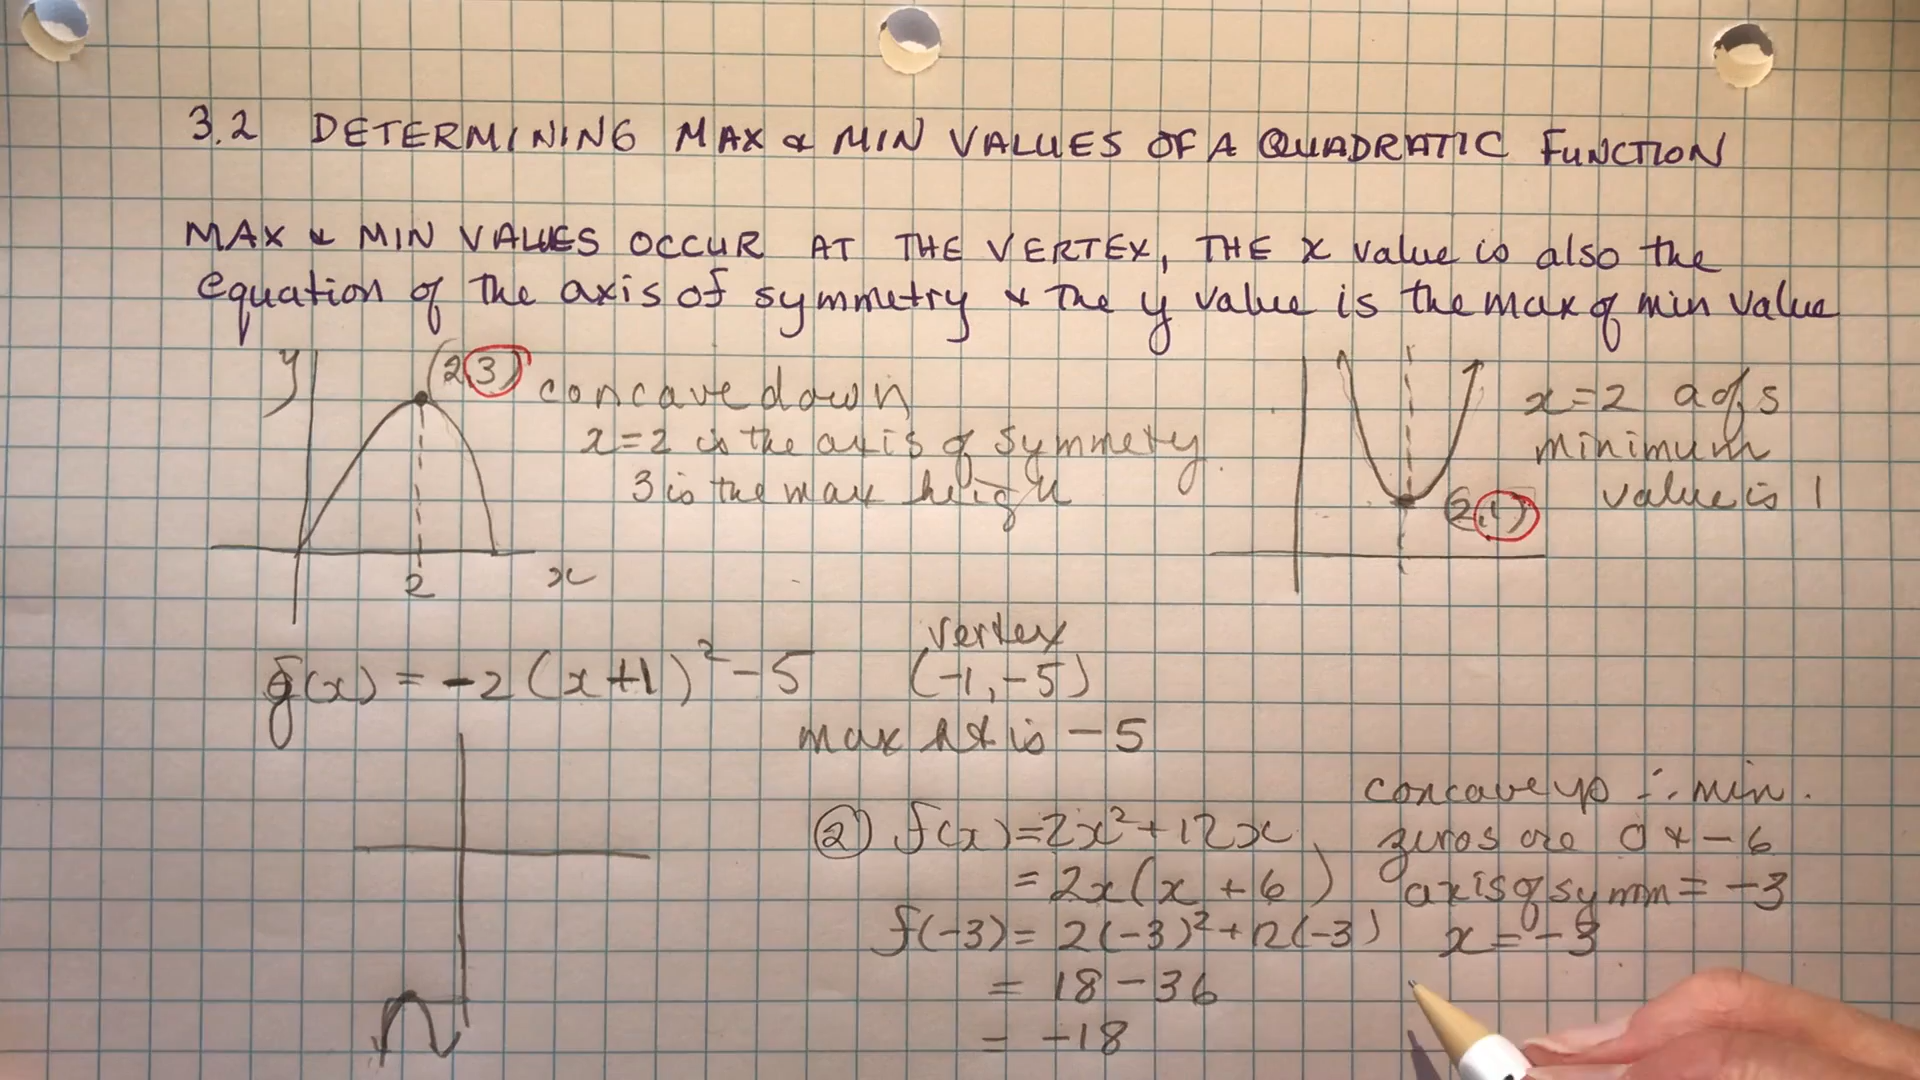 3.2 DETERMINING MAX & MIN VALUES OF A QUADRATIC FUNCTION
MAX & MIN VALUES OCCUR AT THE VERTEX, THE x value is also the
equation of the axis of symmetry & the y value is the max of min value
y
(2,3) concave down
x=2 is the axis of symmetry
3 is the max heigh
2
x
x=2 a of s
minimum
value is 1
(2,1)
g(x) = -2(x+1)² -5
vertex
(-1,-5)
max ht is -5
concave up ∴ min.
② f(x)=2x²+12x
= 2x(x+6)
f(-3)= 2(-3)²+12(-3)
= 18-36
= -18
zeros are 0 & -6
axis of symm = -3
x = -3